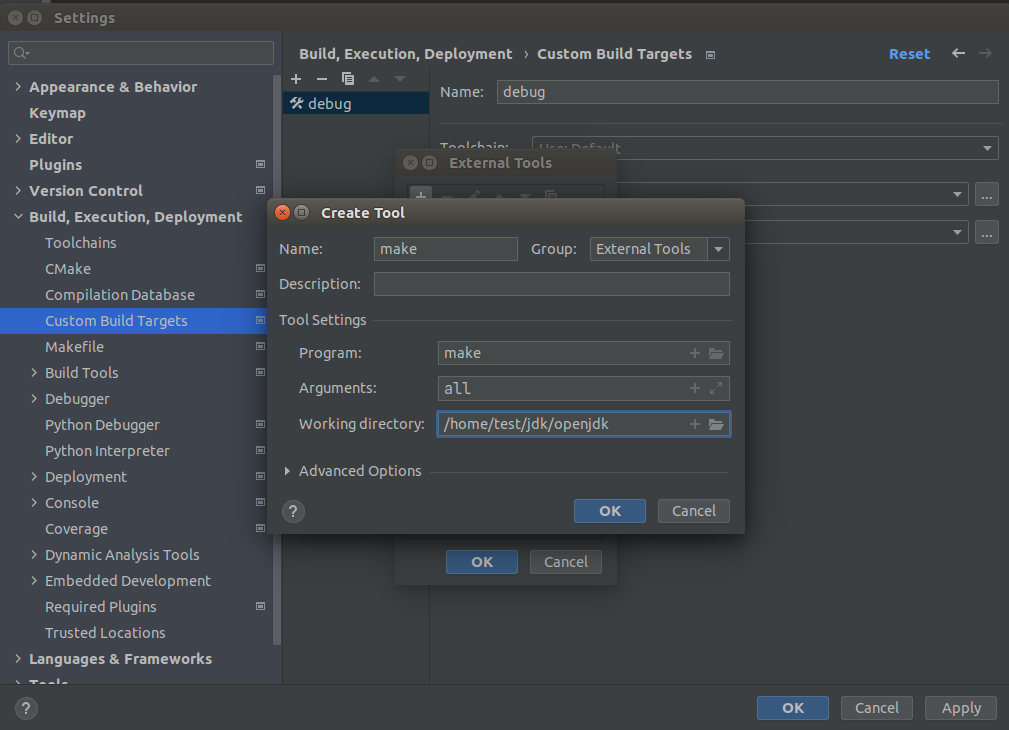 Settings
Build, Execution, Deployment › Custom Build Targets
Reset
Appearance & Behavior
Keymap
Editor
Plugins
Version Control
Build, Execution, Deployment
Toolchains
CMake
Compilation Database
Custom Build Targets
Makefile
Build Tools
Debugger
Python Debugger
Python Interpreter
Deployment
Console
Coverage
Dynamic Analysis Tools
Embedded Development
Required Plugins
Trusted Locations
Languages & Frameworks
Tools
debug
Name: debug
Toolchain: Use: Default
...
...
External Tools
Create Tool
Name: make Group: External Tools
Description:
Tool Settings
Program: make
Arguments: all
Working directory: /home/test/jdk/openjdk
Advanced Options
? OK Cancel
OK Cancel
? OK Cancel Apply